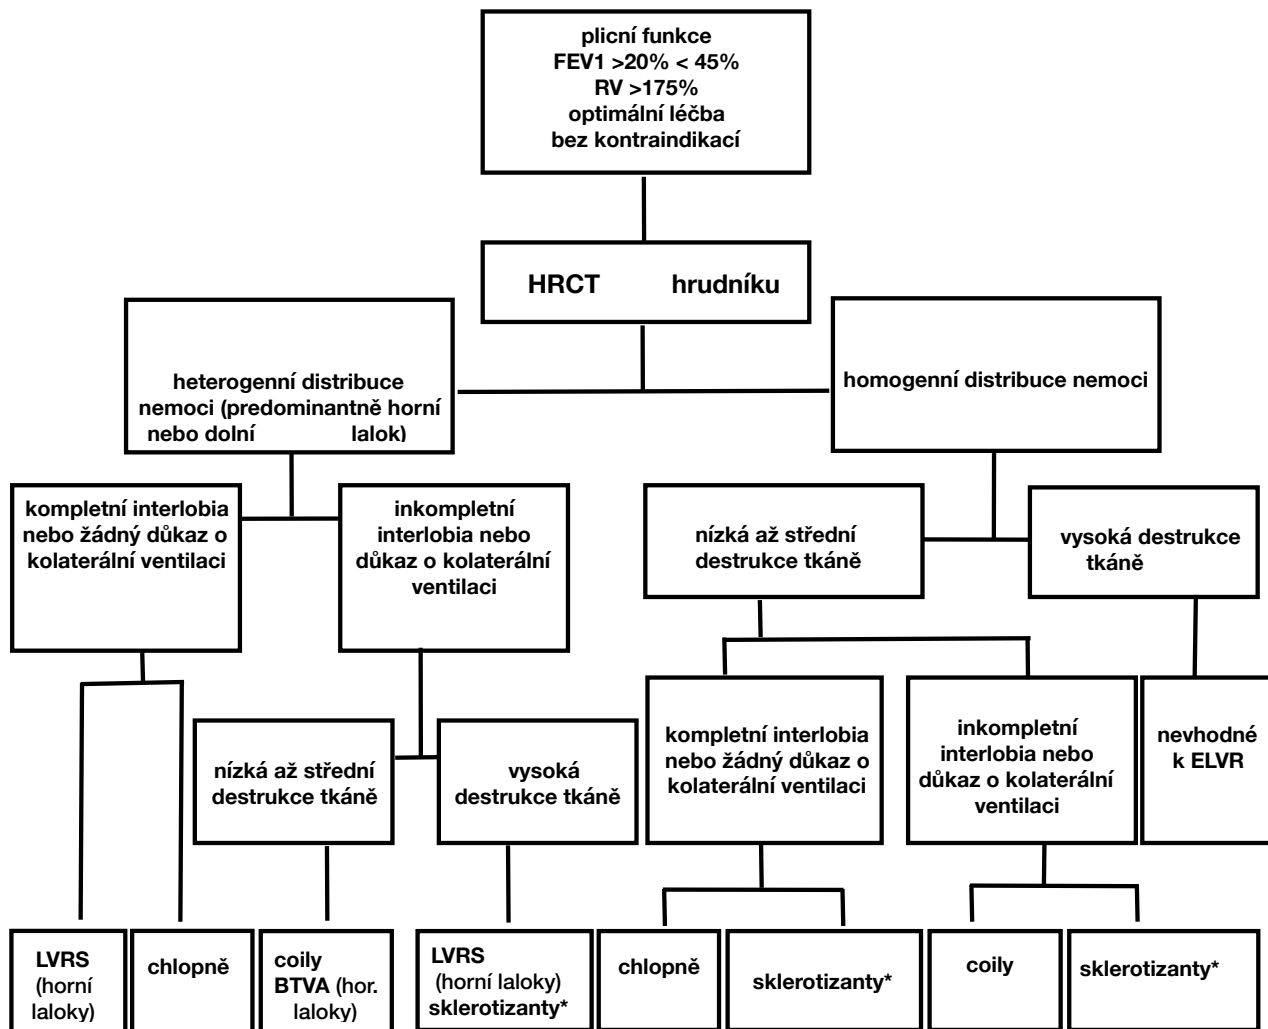 plicní funkce
FEV1 >20% < 45%
RV >175%
optimální léčba
bez kontraindikací
HRCT hrudníku
heterogenní distribuce
nemoci (predominantně horní
nebo dolní lalok)
homogenní distribuce nemoci
kompletní interlobia
nebo žádný důkaz o
kolaterální ventilaci
inkompletní
interlobia nebo
důkaz o kolaterální
ventilaci
nízká až střední
destrukce tkáně
vysoká destrukce
tkáně
nízká až střední
destrukce tkáně
vysoká
destrukce tkáně
kompletní interlobia
nebo žádný důkaz o
kolaterální ventilaci
inkompletní
interlobia nebo
důkaz o kolaterální
ventilaci
nevhodné
k ELVR
LVRS
(horní
laloky)
chlopně
coily
BTVA (hor.
laloky)
LVRS
(horní laloky)
sklerotizanty*
chlopně
sklerotizanty*
coily
sklerotizanty*